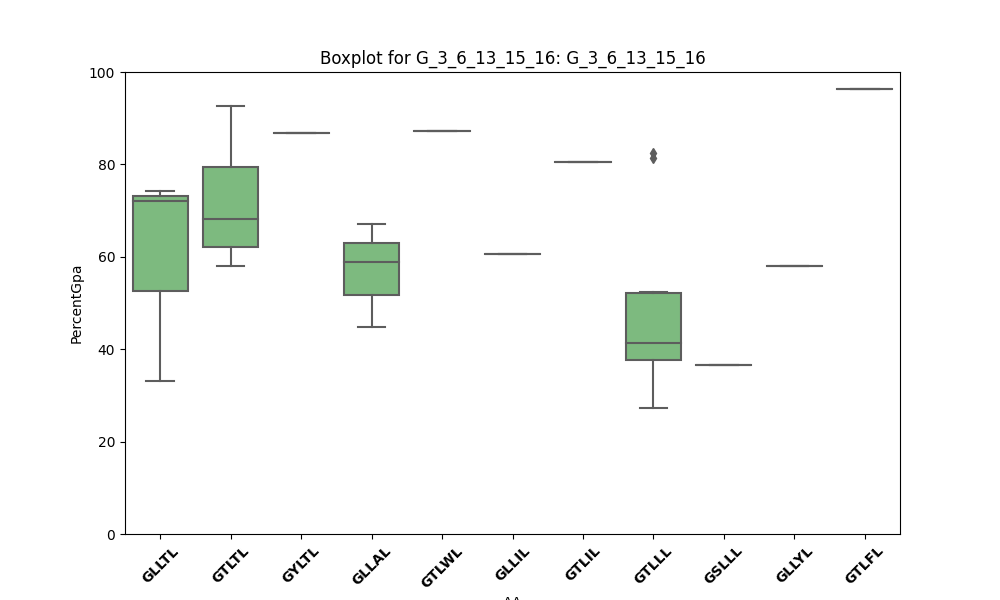 Boxplot for G_3_6_13_15_16: G_3_6_13_15_16
100
80
60
40
20
0
PercentGpa
GLLTL
GTLTL
GYLTL
GLLAL
GTLWL
GLLIL
GTLIL
GTLLL
GSLLL
GLLYL
GTLFL